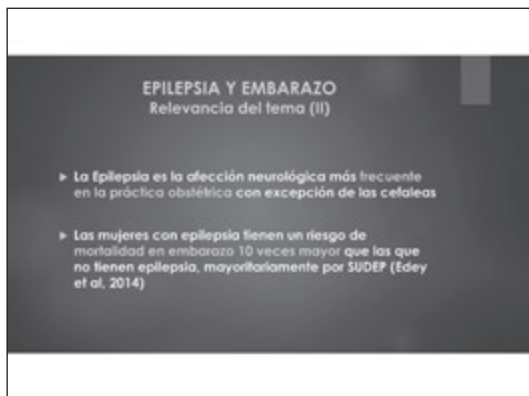 EPILEPSIA Y EMBARAZO
Relevancia del tema (II)
La Epilepsia es la afección neurológica más frecuente
en la práctica obstétrica con excepción de las cefaleas
Las mujeres con epilepsia tienen un riesgo de
mortalidad en embarazo 10 veces mayor que las que
no tienen epilepsia, mayoritariamente por SUDEP (Edey
et al, 2014)